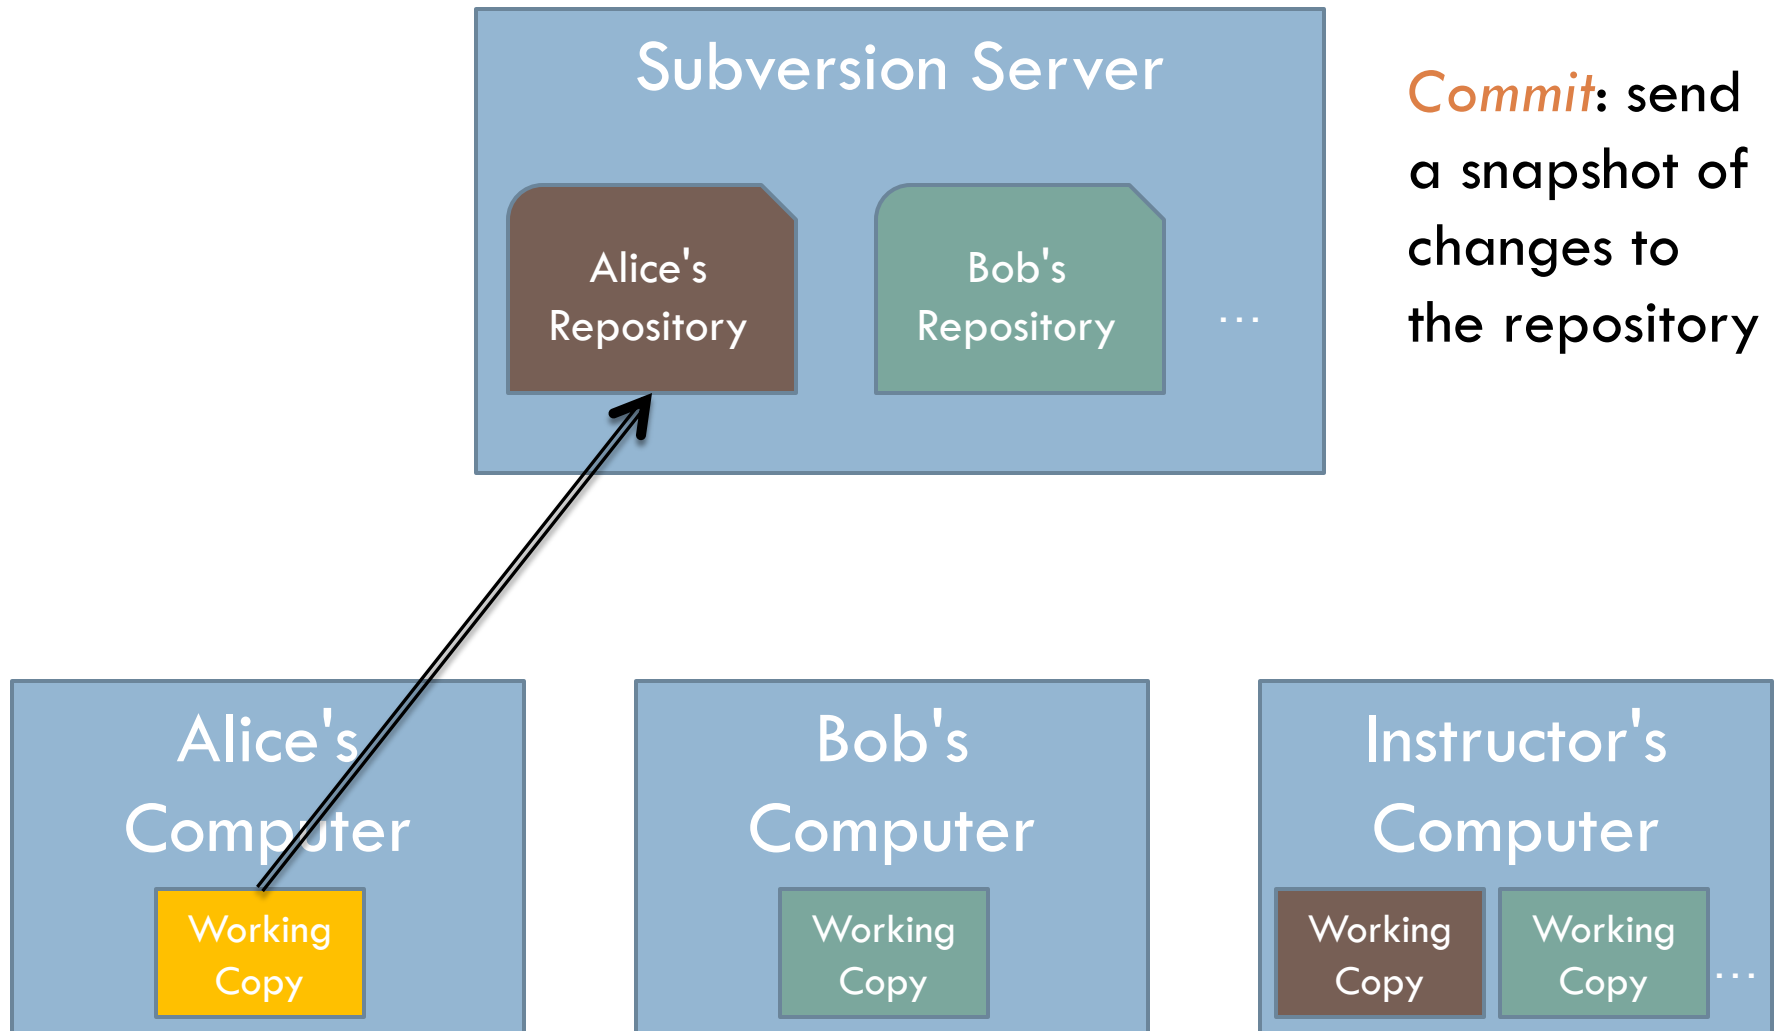 Subversion Server
Commit: send
a snapshot of
changes to
the repository
Alice's
Repository
Bob's
Repository
...
Alice's
Computer
Working
Copy
Bob's
Computer
Working
Copy
Instructor's
Computer
Working
Copy
Working
Copy
...